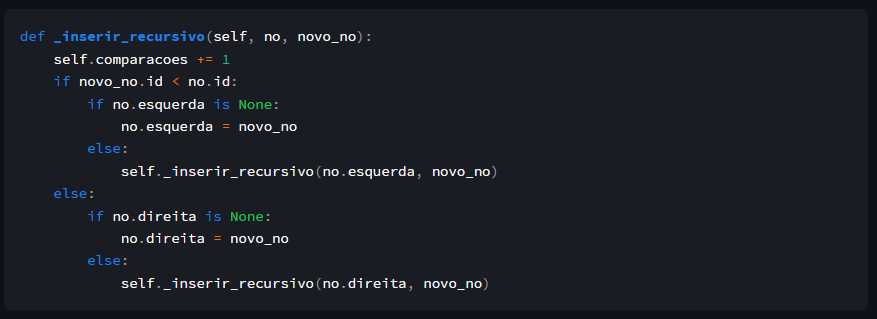 def _inserir_recursivo(self, no, novo_no):
    self.comparacoes += 1
    if novo_no.id < no.id:
        if no.esquerda is None:
            no.esquerda = novo_no
        else:
            self._inserir_recursivo(no.esquerda, novo_no)
    else:
        if no.direita is None:
            no.direita = novo_no
        else:
            self._inserir_recursivo(no.direita, novo_no)